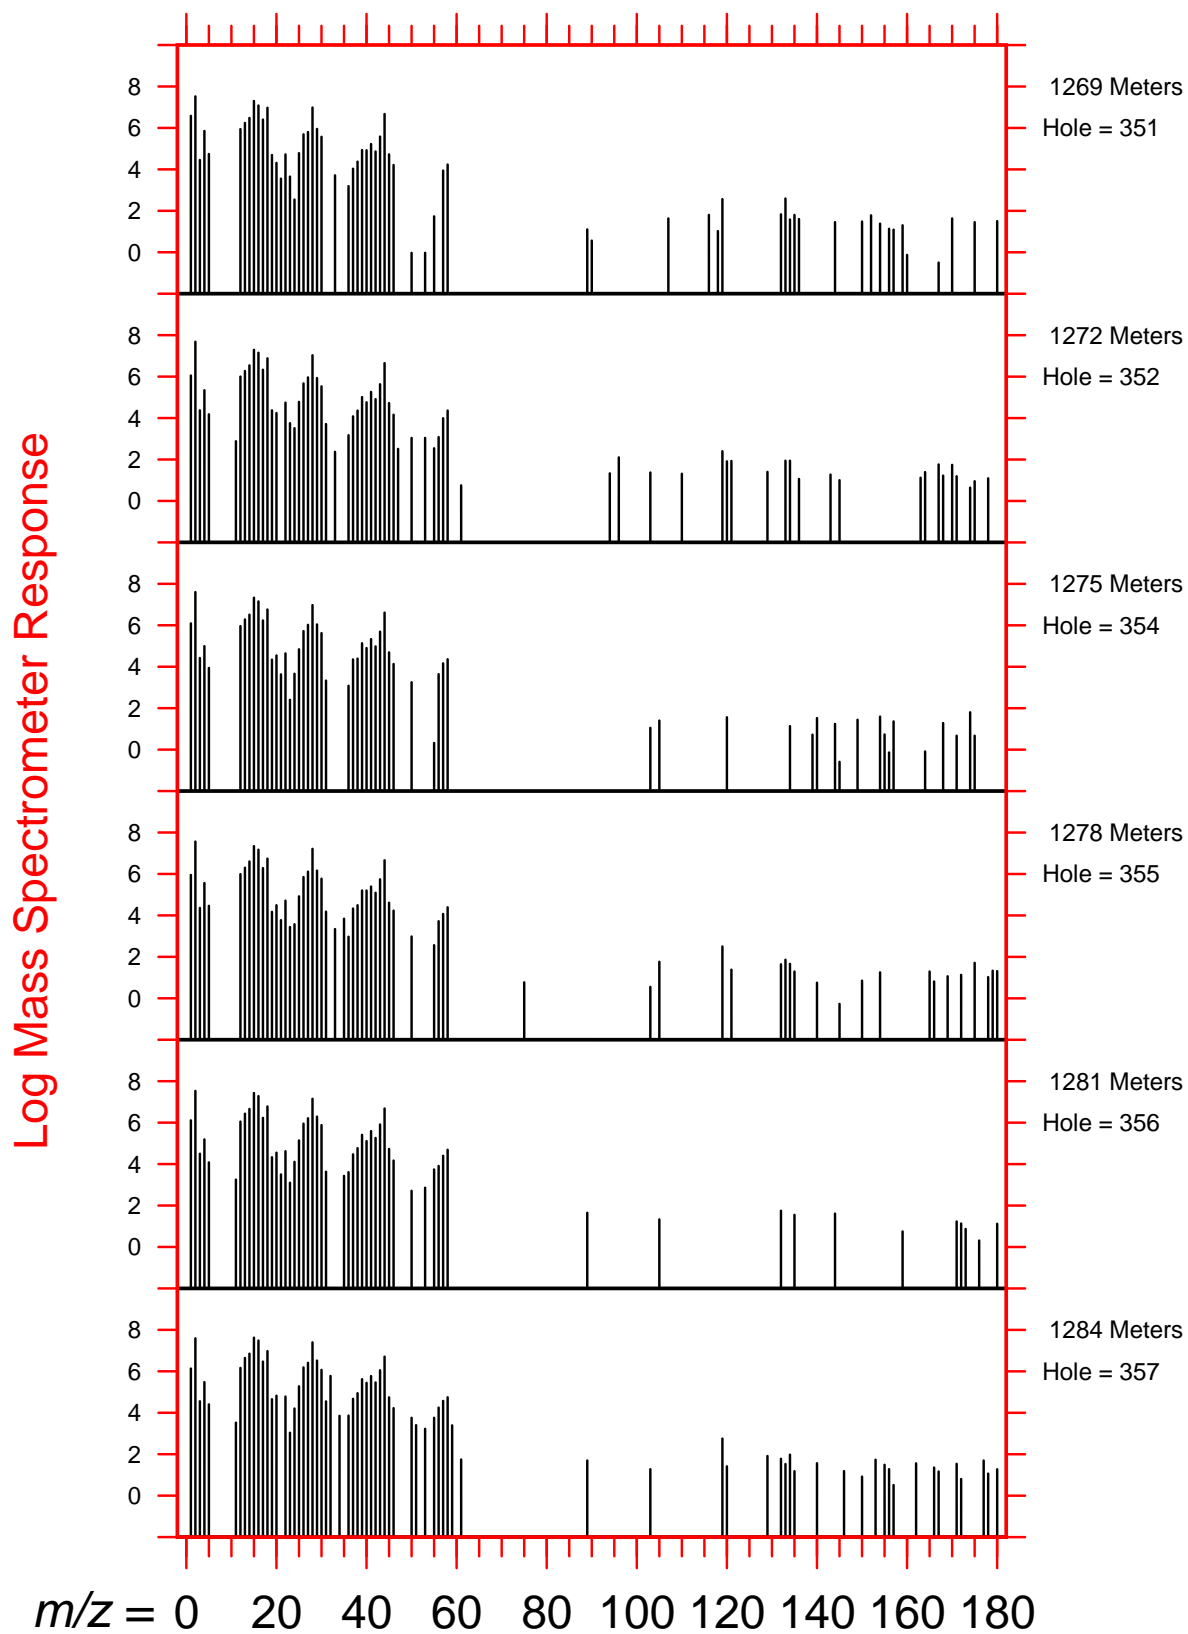 Log Mass Spectrometer Response
8
6
4
2
0
1269 Meters
Hole = 351
8
6
4
2
0
1272 Meters
Hole = 352
8
6
4
2
0
1275 Meters
Hole = 354
8
6
4
2
0
1278 Meters
Hole = 355
8
6
4
2
0
1281 Meters
Hole = 356
8
6
4
2
0
1284 Meters
Hole = 357
m/z = 0 20 40 60 80 100 120 140 160 180